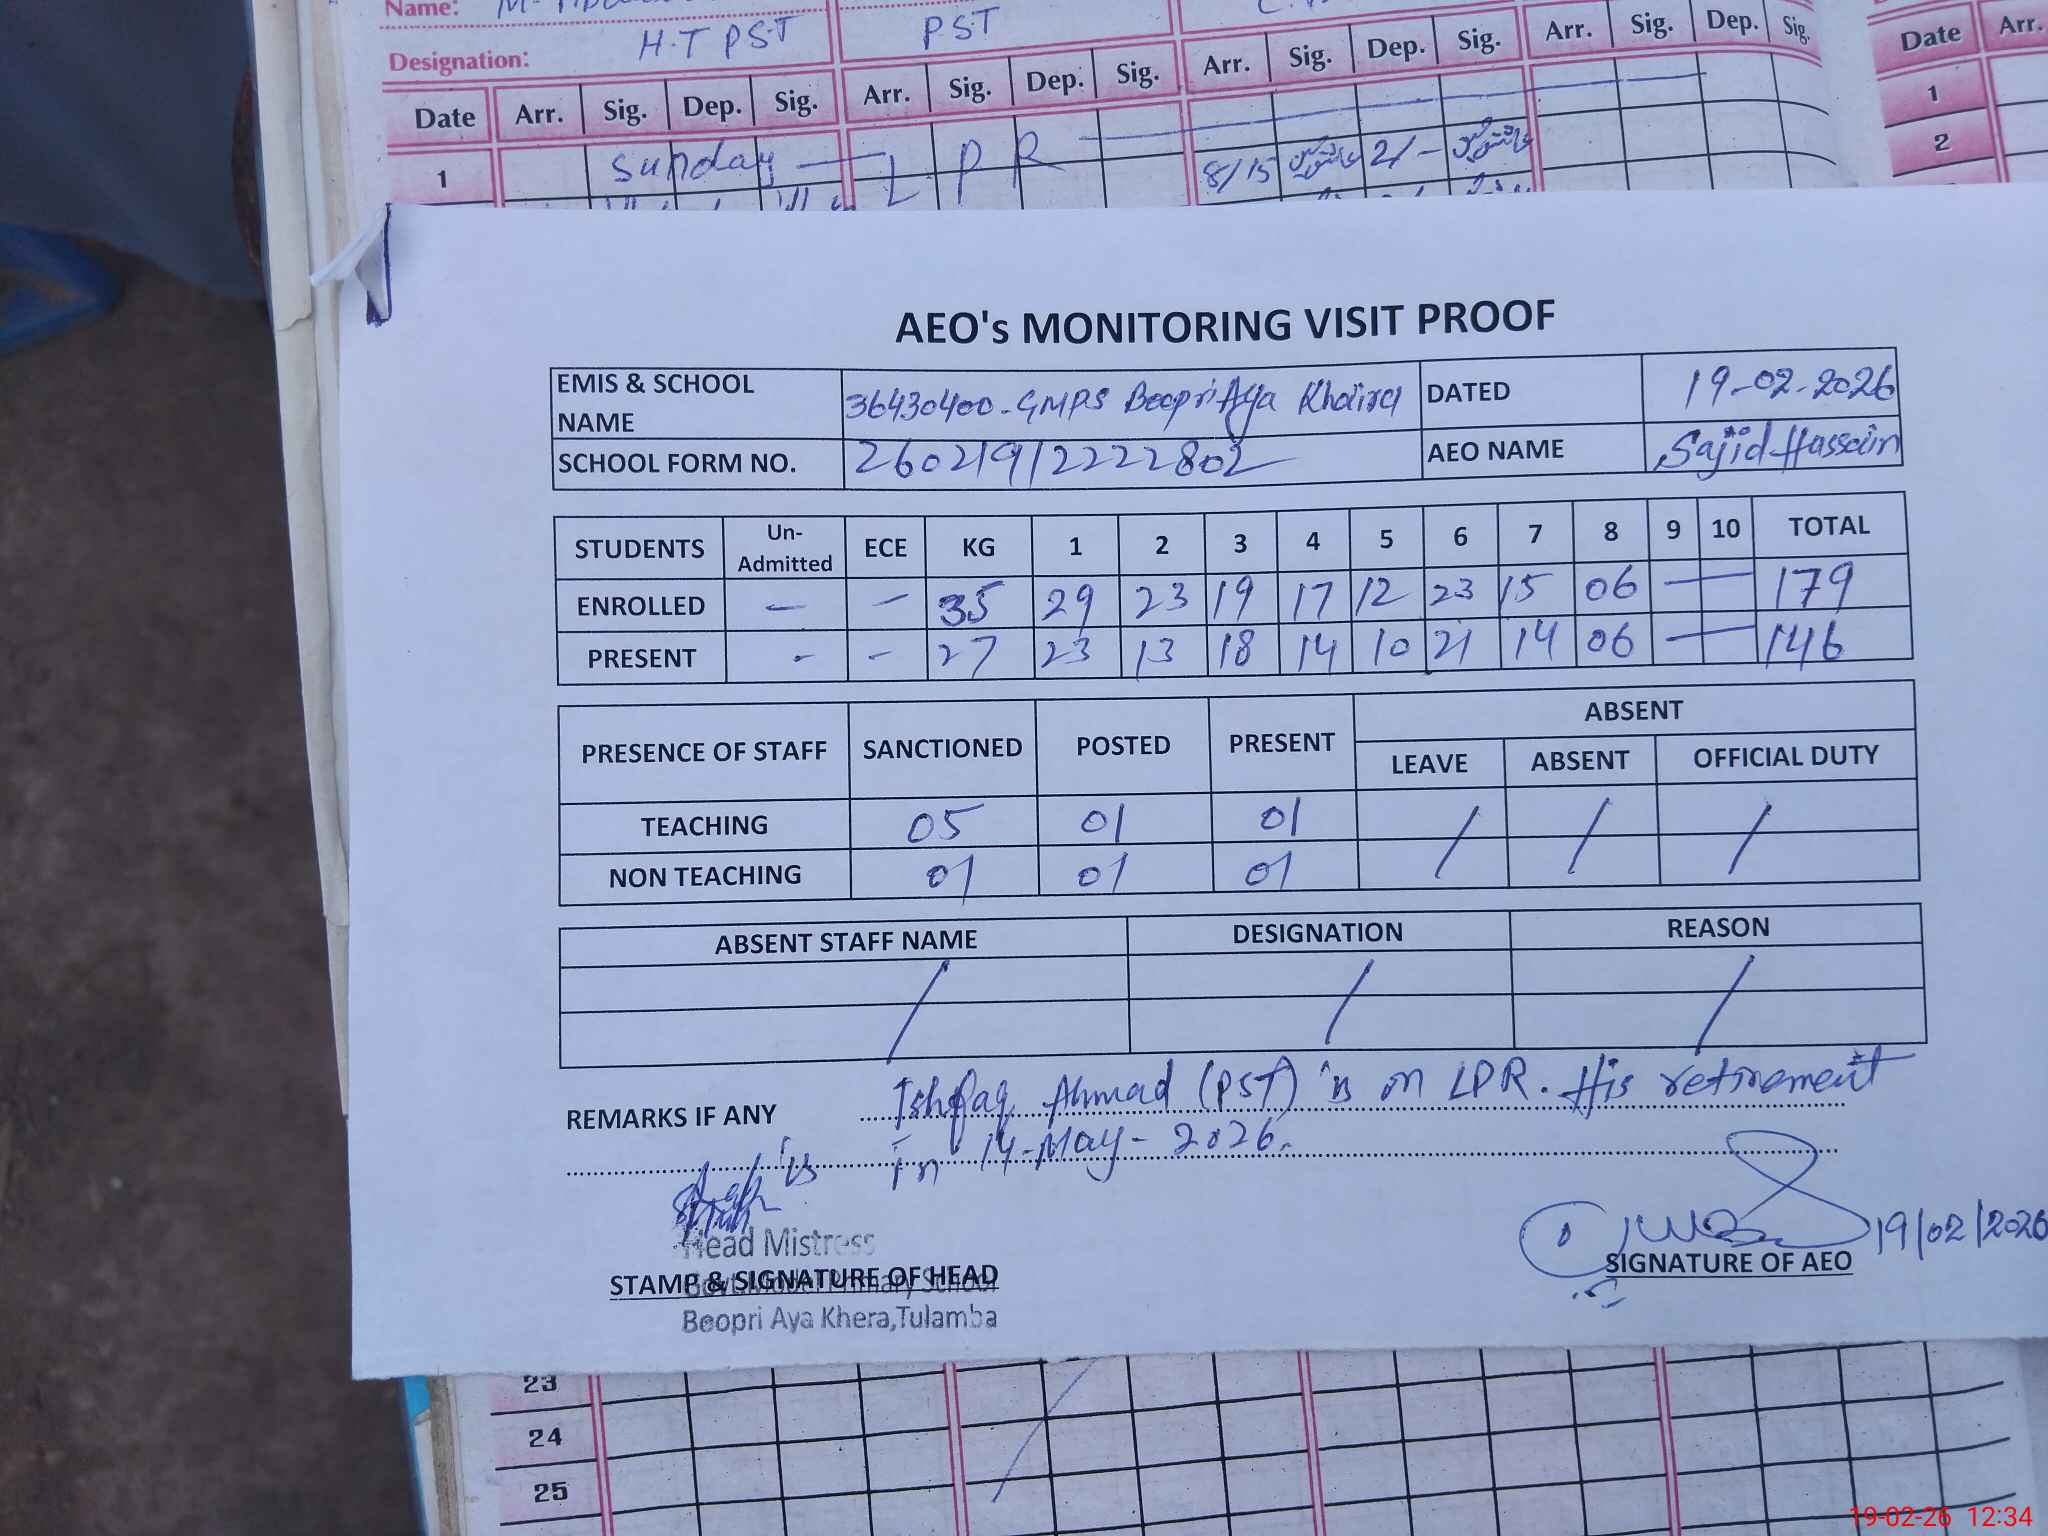 Name: M.
Designation: H.T PST PST
Date Arr. Sig. Dep. Sig. Arr. Sig. Dep. Sig. Arr. Sig. Dep. Sig. Arr. Sig. Dep. Sig. Date Arr.
1 Sunday — L P R — 8/15 2/- 1
2
AEO's MONITORING VISIT PROOF
EMIS & SCHOOL NAME 36430400-GMPS Beopri Aya Khaira DATED 19-02-2026
SCHOOL FORM NO. 260219/2222802 AEO NAME Sajid Hussain
STUDENTS Un-Admitted ECE KG 1 2 3 4 5 6 7 8 9 10 TOTAL
ENROLLED — — 35 29 23 19 17 12 23 15 06 — 179
PRESENT - - 27 23 13 18 14 10 21 14 06 — 146
PRESENCE OF STAFF SANCTIONED POSTED PRESENT ABSENT
LEAVE ABSENT OFFICIAL DUTY
TEACHING 05 01 01 / / /
NON TEACHING 01 01 01
ABSENT STAFF NAME DESIGNATION REASON
/ / /
REMARKS IF ANY Ishfaq Ahmad (PST) is on LPR. His retirement
is in 14-May-2026.
Head Mistress
STAMP & SIGNATURE OF HEAD
Govt. Model Primary School
Beopri Aya Khera,Tulamba
19/02/2026
SIGNATURE OF AEO
23
24
25
19-02-26 12:34